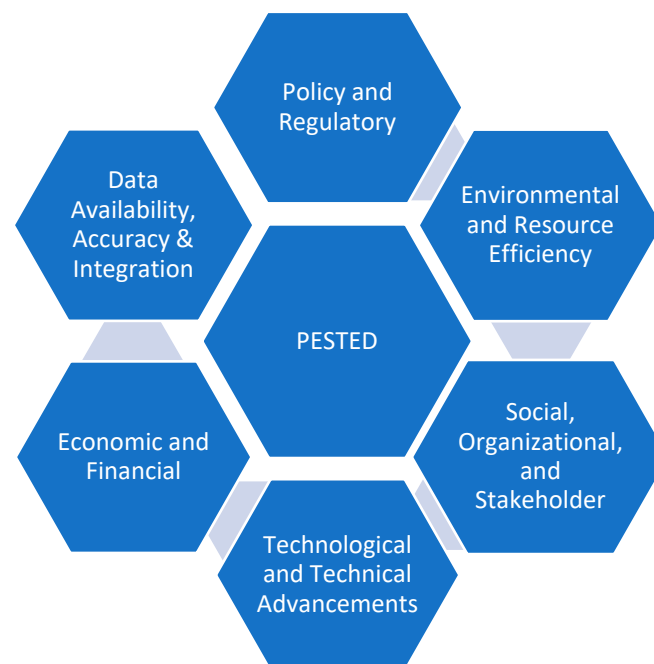 Policy and
Regulatory
Environmental
and Resource
Efficiency
Social,
Organizational,
and
Stakeholder
Technological
and Technical
Advancements
Economic and
Financial
Data
Availability,
Accuracy &
Integration
PESTED